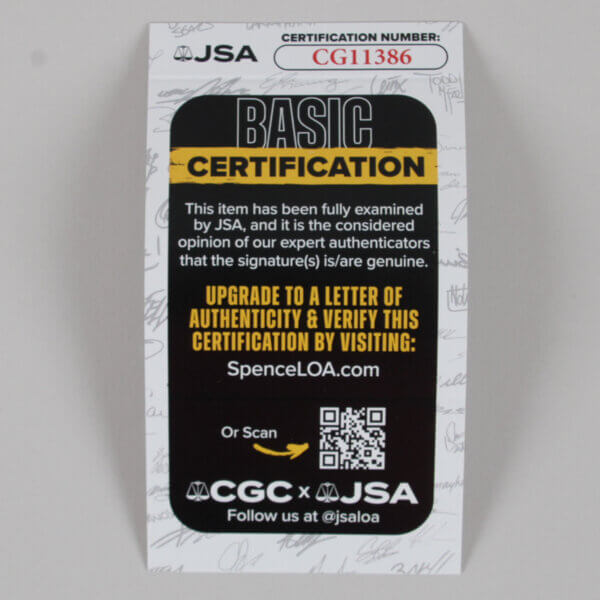 JSA
CERTIFICATION NUMBER:
CG11386
BASIC
CERTIFICATION
This item has been fully examined
by JSA, and it is the considered
opinion of our expert authenticators
that the signature(s) is/are genuine.
UPGRADE TO A LETTER OF
AUTHENTICITY & VERIFY THIS
CERTIFICATION BY VISITING:
SpenceLOA.com
Or Scan
CGC x JSA
Follow us at @jsaloa